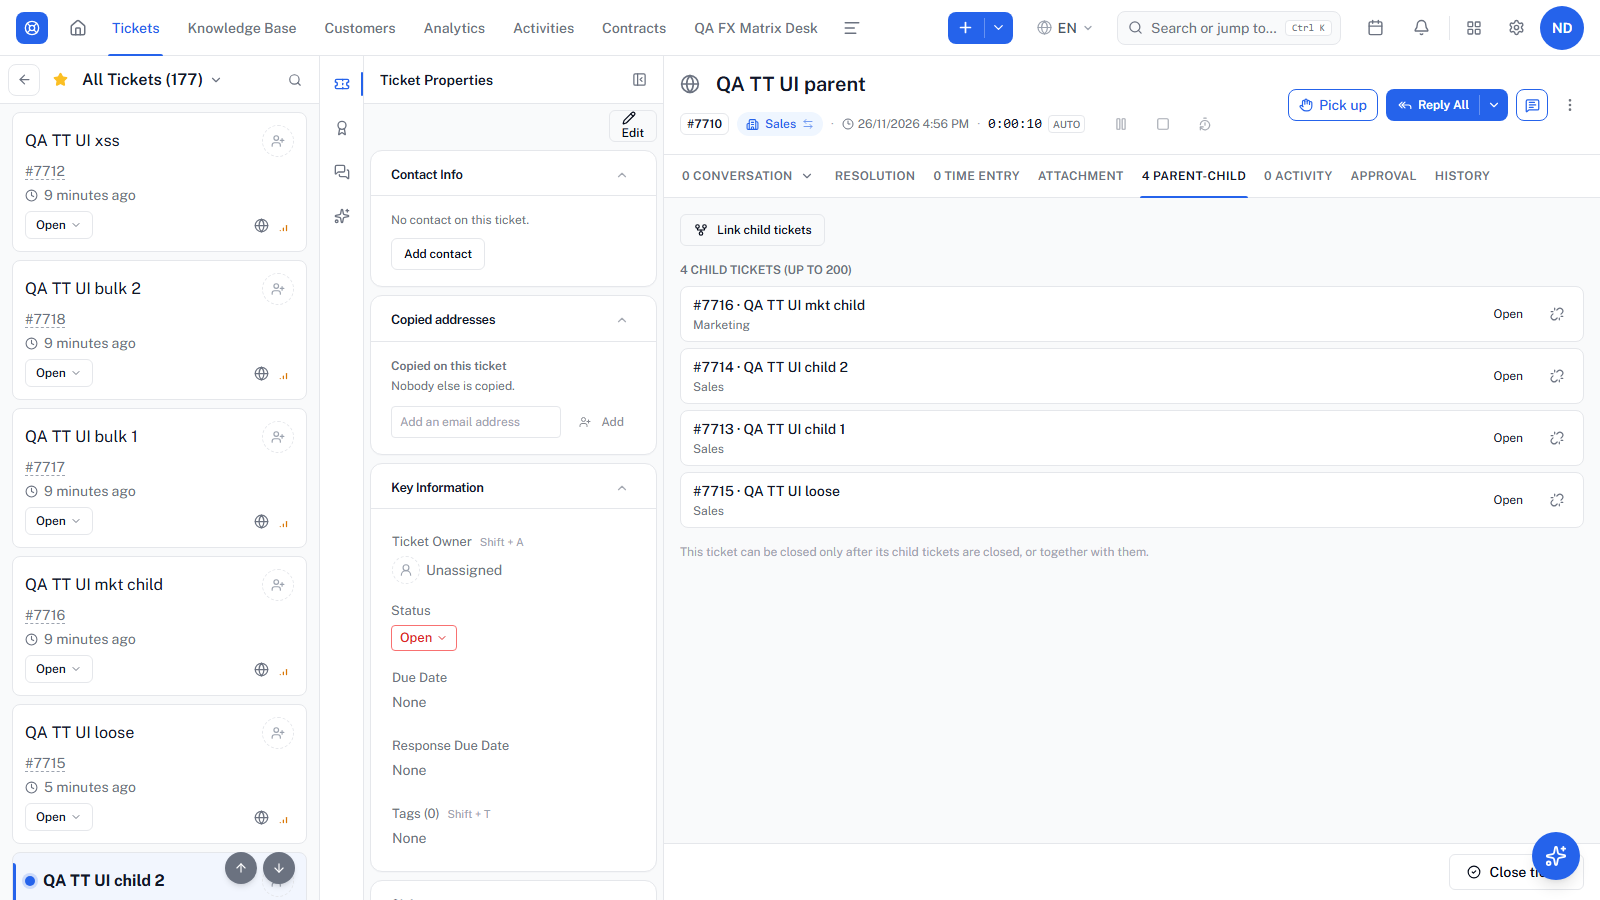 Tickets
Knowledge Base
Customers
Analytics
Activities
Contracts
QA FX Matrix Desk
EN
Search or jump to...
Ctrl K
ND
All Tickets (177)
QA TT UI xss
#7712
9 minutes ago
Open
QA TT UI bulk 2
#7718
9 minutes ago
Open
QA TT UI bulk 1
#7717
9 minutes ago
Open
QA TT UI mkt child
#7716
9 minutes ago
Open
QA TT UI loose
#7715
5 minutes ago
Open
QA TT UI child 2
Ticket Properties
Edit
Contact Info
No contact on this ticket.
Add contact
Copied addresses
Copied on this ticket
Nobody else is copied.
Add an email address
Add
Key Information
Ticket Owner Shift + A
Unassigned
Status
Open
Due Date
None
Response Due Date
None
Tags (0) Shift + T
None
QA TT UI parent
#7710
Sales
· 26/11/2026 4:56 PM · 0:00:10 AUTO
Pick up
Reply All
0 CONVERSATION
RESOLUTION
0 TIME ENTRY
ATTACHMENT
4 PARENT-CHILD
0 ACTIVITY
APPROVAL
HISTORY
Link child tickets
4 CHILD TICKETS (UP TO 200)
#7716 · QA TT UI mkt child
Marketing
Open
#7714 · QA TT UI child 2
Sales
Open
#7713 · QA TT UI child 1
Sales
Open
#7715 · QA TT UI loose
Sales
Open
This ticket can be closed only after its child tickets are closed, or together with them.
Close